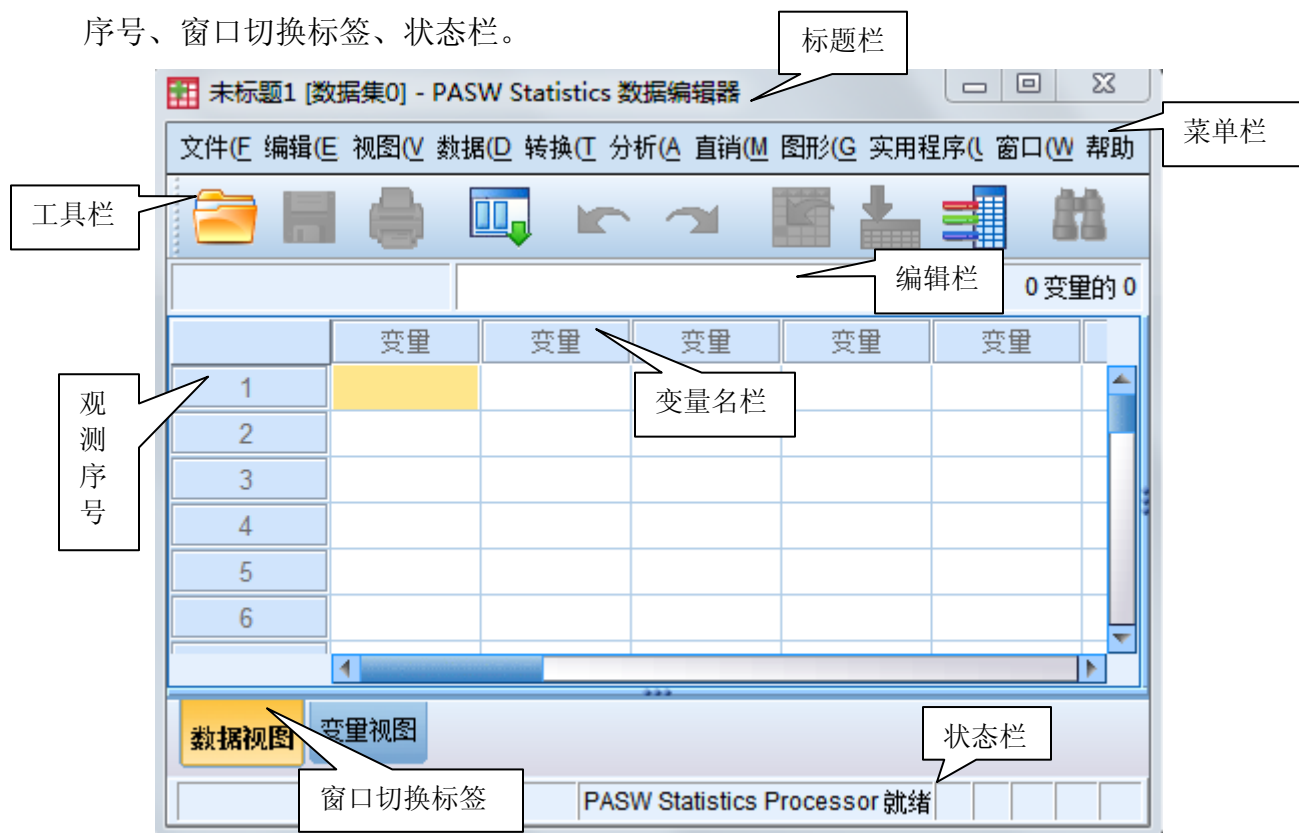 序号、窗口切换标签、状态栏。
标题栏
未标题1 [数据集0] - PASW Statistics 数据编辑器
菜单栏
文件(F 编辑(E 视图(V 数据(D 转换(T 分析(A 直销(M 图形(G 实用程序(U 窗口(W 帮助
工具栏
编辑栏
0 变量的 0
变量 变量 变量 变量 变量
变量名栏
观
测
序
号
1
2
3
4
5
6
数据视图 变量视图
状态栏
窗口切换标签
PASW Statistics Processor 就绪